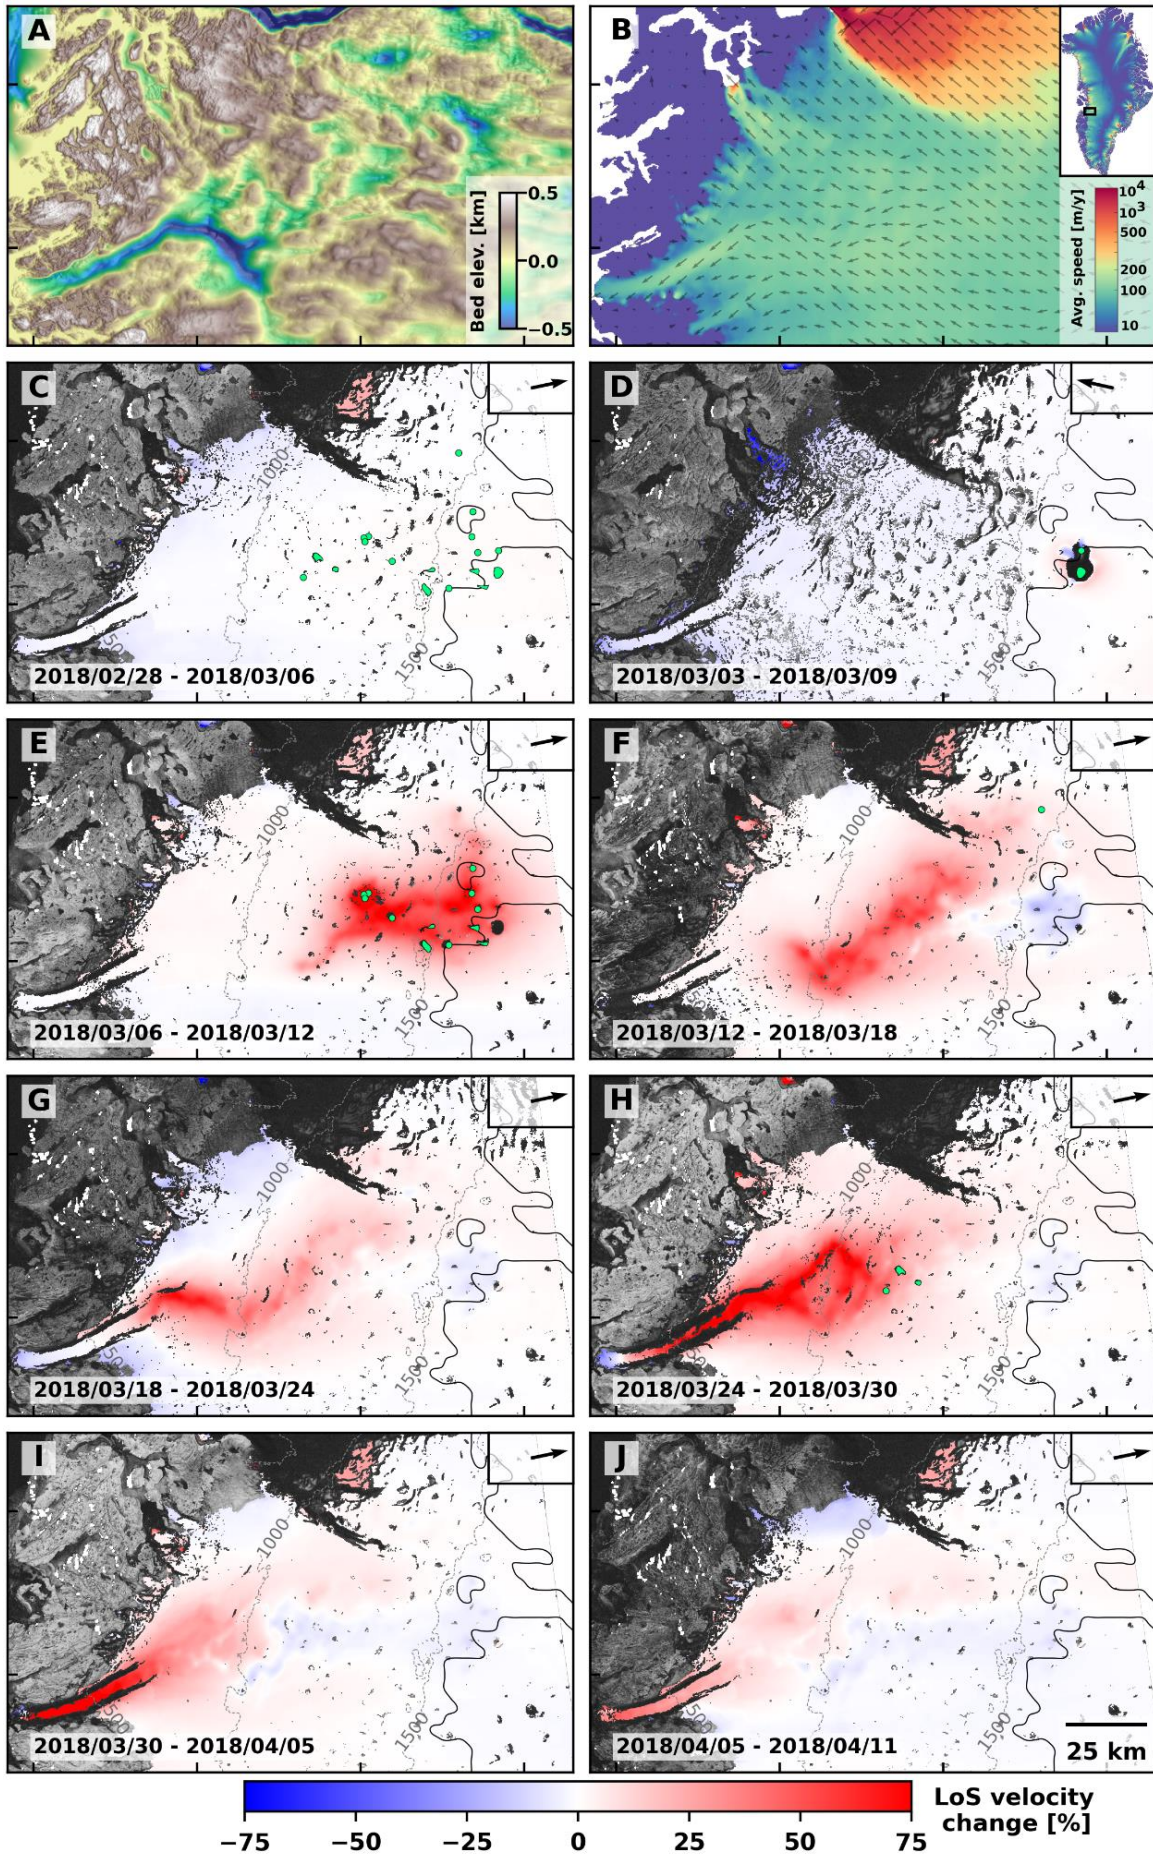 A
Bed elev. [km]
0.5
0.0
−0.5
B
Avg. speed [m/y]
10⁴
10³
500
200
100
10
C
1000
1500
500
2018/02/28 - 2018/03/06
D
1500
2018/03/03 - 2018/03/09
E
1000
1500
2018/03/06 - 2018/03/12
F
1000
1500
2018/03/12 - 2018/03/18
G
1000
1500
500
2018/03/18 - 2018/03/24
H
1000
1500
2018/03/24 - 2018/03/30
I
1000
1500
500
2018/03/30 - 2018/04/05
J
1000
1500
500
2018/04/05 - 2018/04/11
25 km
−75
−50
−25
0
25
50
75
LoS velocity
change [%]